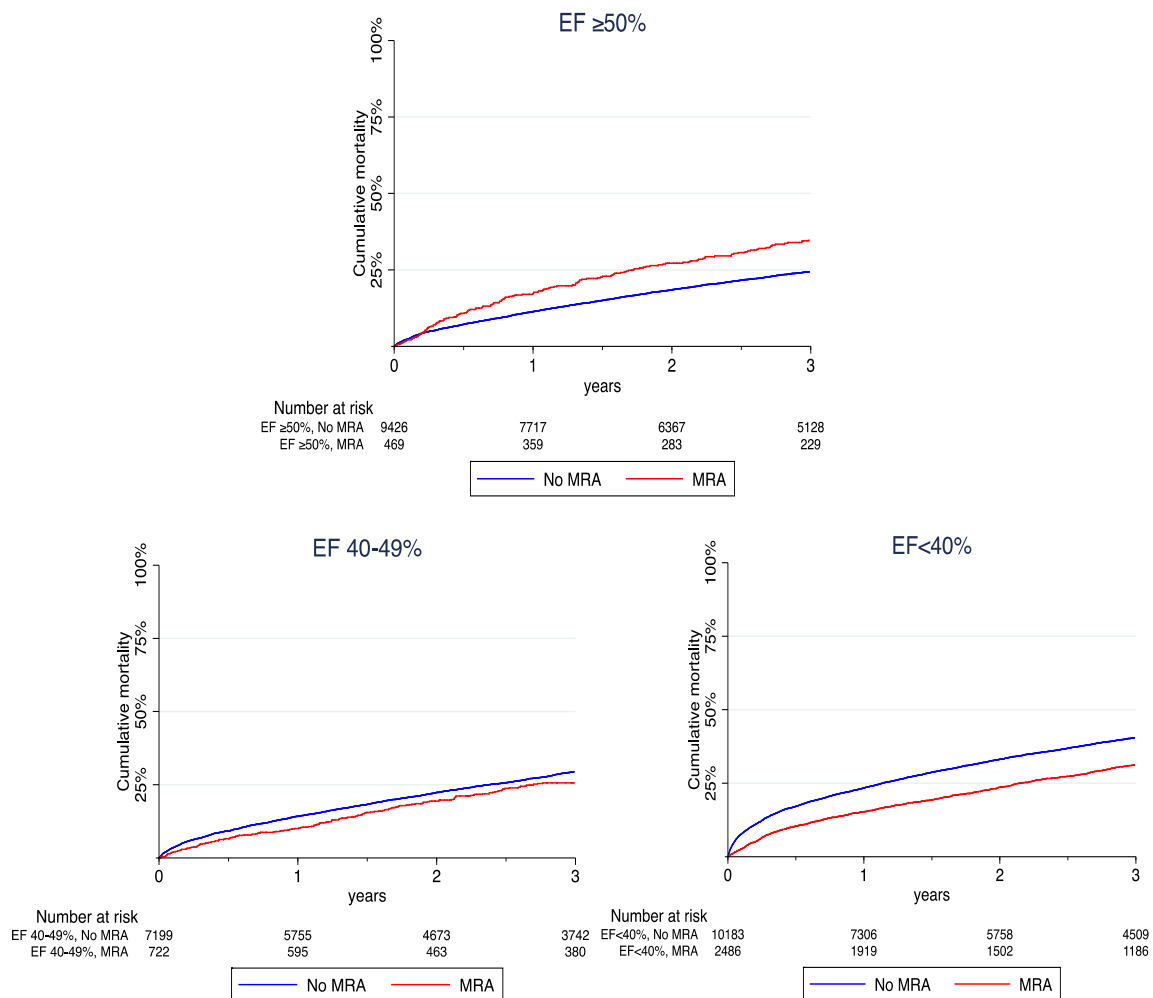 EF ≥50%
100%
75%
50%
25%
Cumulative mortality
0 1 2 3
years
Number at risk
EF ≥50%, No MRA 9426 7717 6367 5128
EF ≥50%, MRA 469 359 283 229
No MRA MRA
EF 40-49%
100%
75%
50%
25%
Cumulative mortality
0 1 2 3
years
Number at risk
EF 40-49%, No MRA 7199 5755 4673 3742
EF 40-49%, MRA 722 595 463 380
No MRA MRA
EF<40%
100%
75%
50%
25%
Cumulative mortality
0 1 2 3
years
Number at risk
EF<40%, No MRA 10183 7306 5758 4509
EF<40%, MRA 2486 1919 1502 1186
No MRA MRA